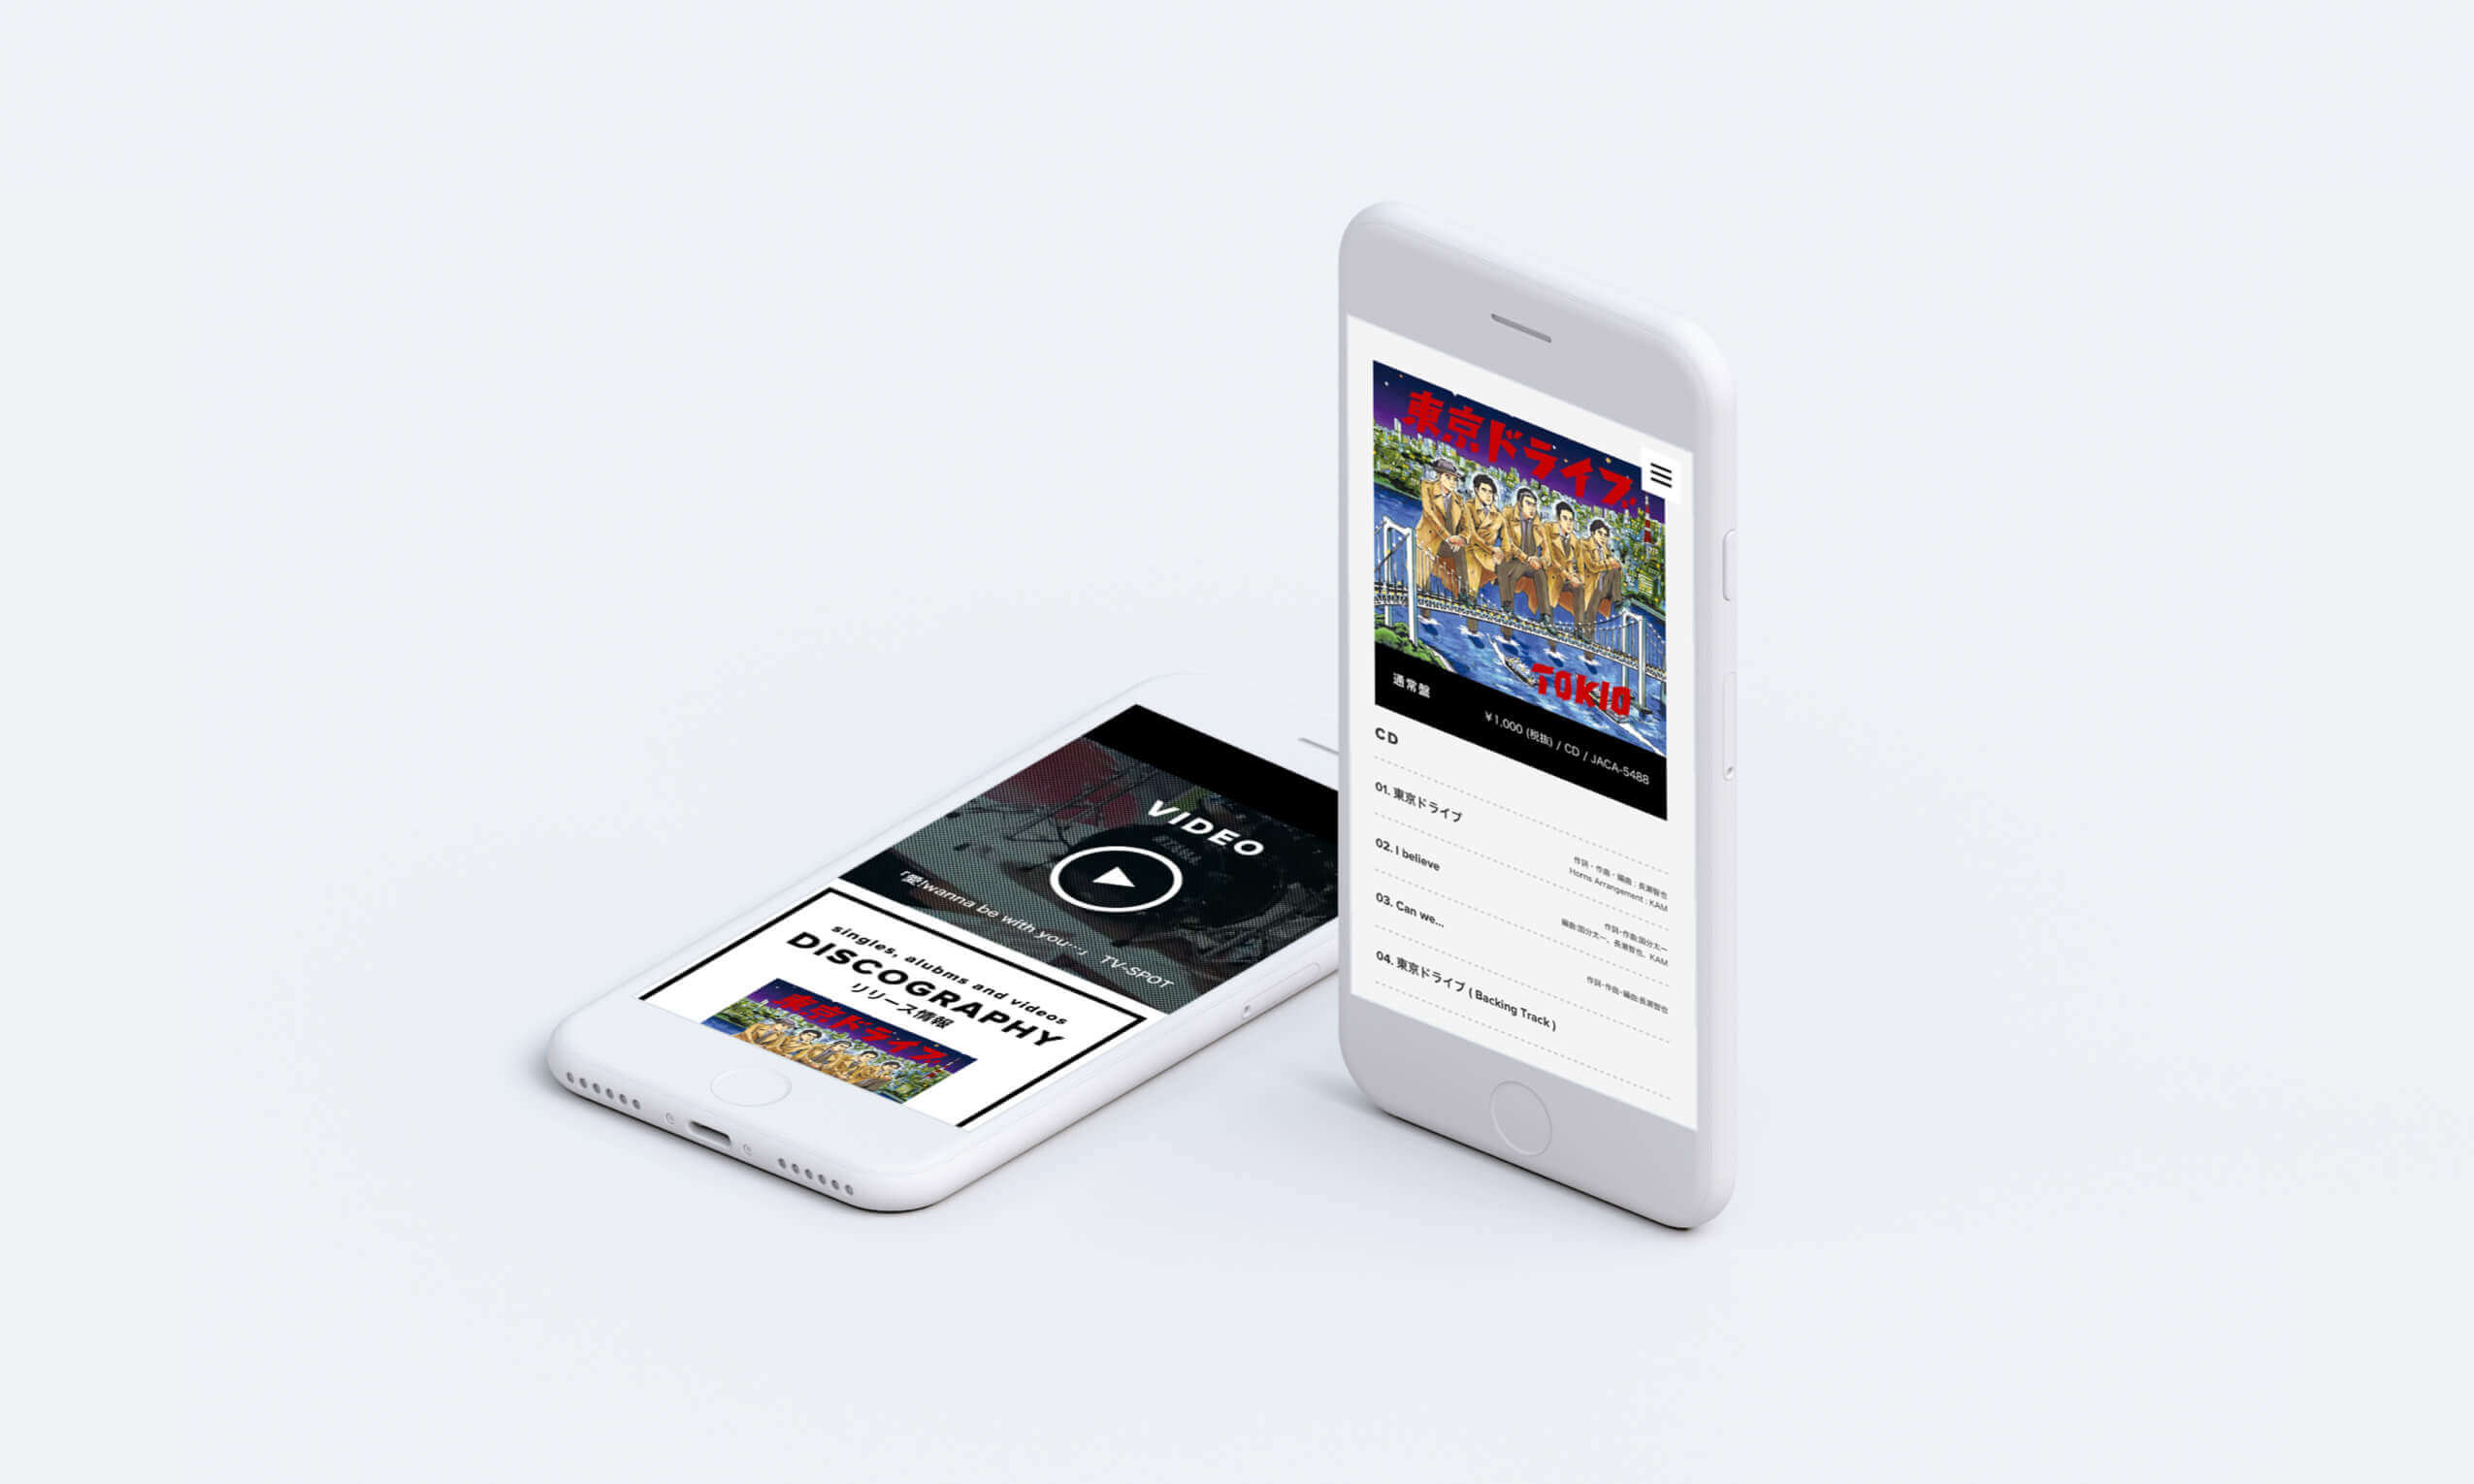 VIDEO
「愛!wanna be with you…」 TV-SPOT
singles, alubms and videos
DISCOGRAPHY
リリース情報
東京ドライブ
東京ドライブ
TOKIO
通常盤
¥1,000 (税抜) / CD / JACA-5488
CD
01. 東京ドライブ
作詞・作曲・編曲 : 長瀬智也
Horns Arrangement : KAM
02. I believe
作詞・作曲:国分太一
編曲:国分太一、長瀬智也、KAM
03. Can we...
作詞・作曲・編曲:長瀬智也
04. 東京ドライブ ( Backing Track )